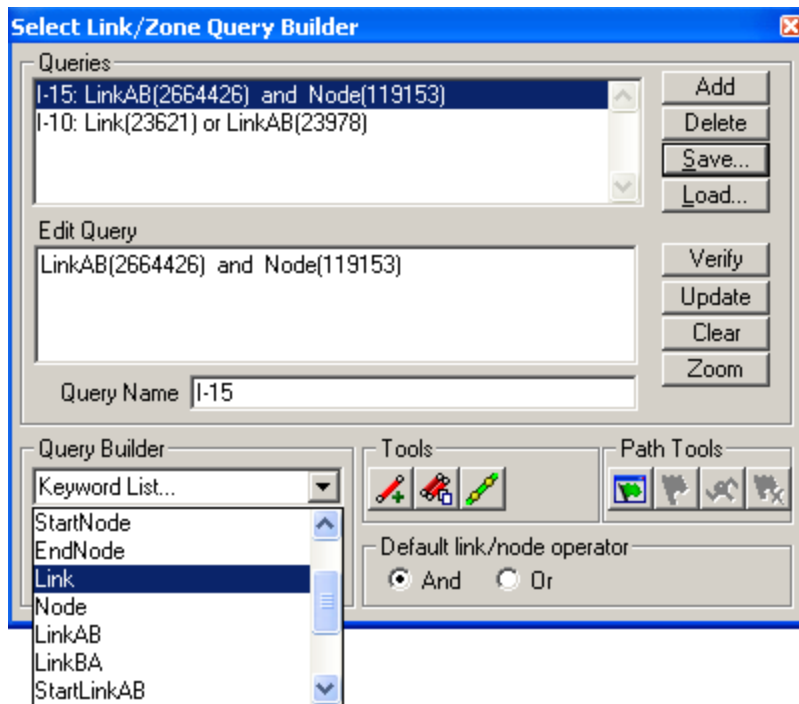 Select Link/Zone Query Builder
Queries
I-15: LinkAB(2664426) and Node(119153)
I-10: Link(23621) or LinkAB(23978)
Add
Delete
Save...
Load...
Edit Query
LinkAB(2664426) and Node(119153)
Verify
Update
Clear
Zoom
Query Name I-15
Query Builder
Keyword List...
StartNode
EndNode
Link
Node
LinkAB
LinkBA
StartLinkAB
Tools
Path Tools
Default link/node operator
And Or